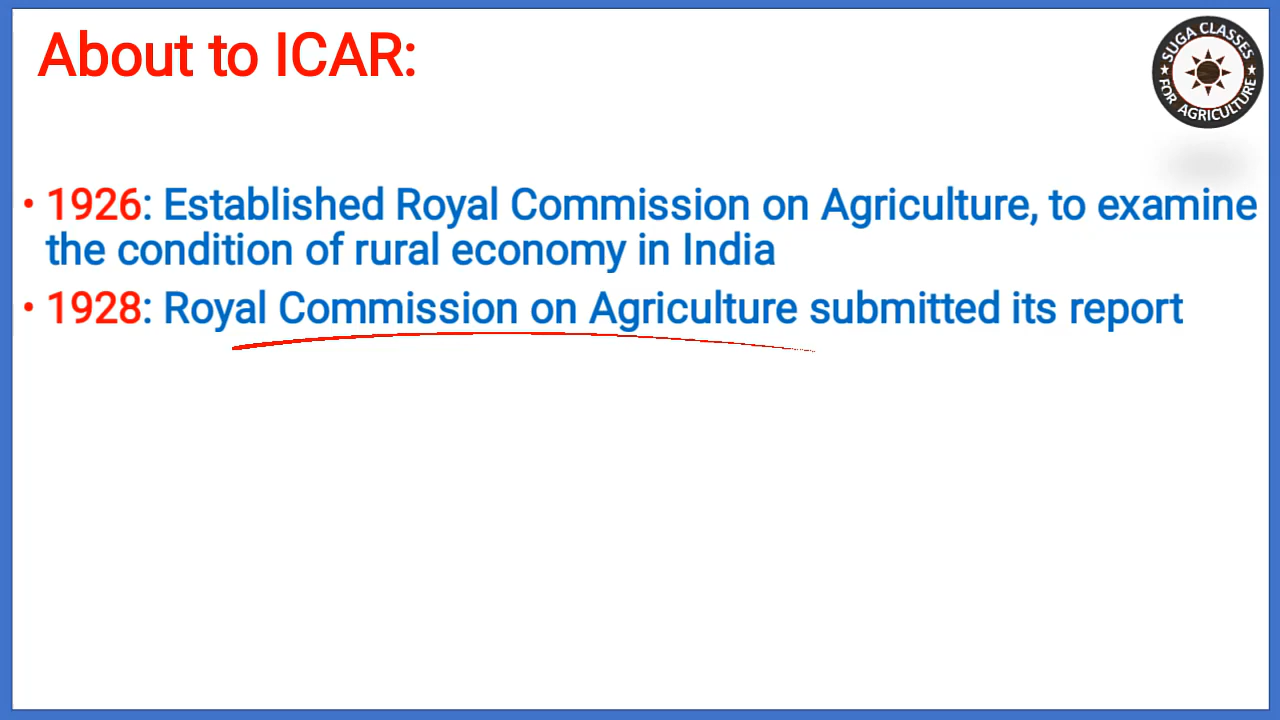 About to ICAR:
SUGA CLASSES
FOR AGRICULTURE
• 1926: Established Royal Commission on Agriculture, to examine
the condition of rural economy in India
• 1928: Royal Commission on Agriculture submitted its report